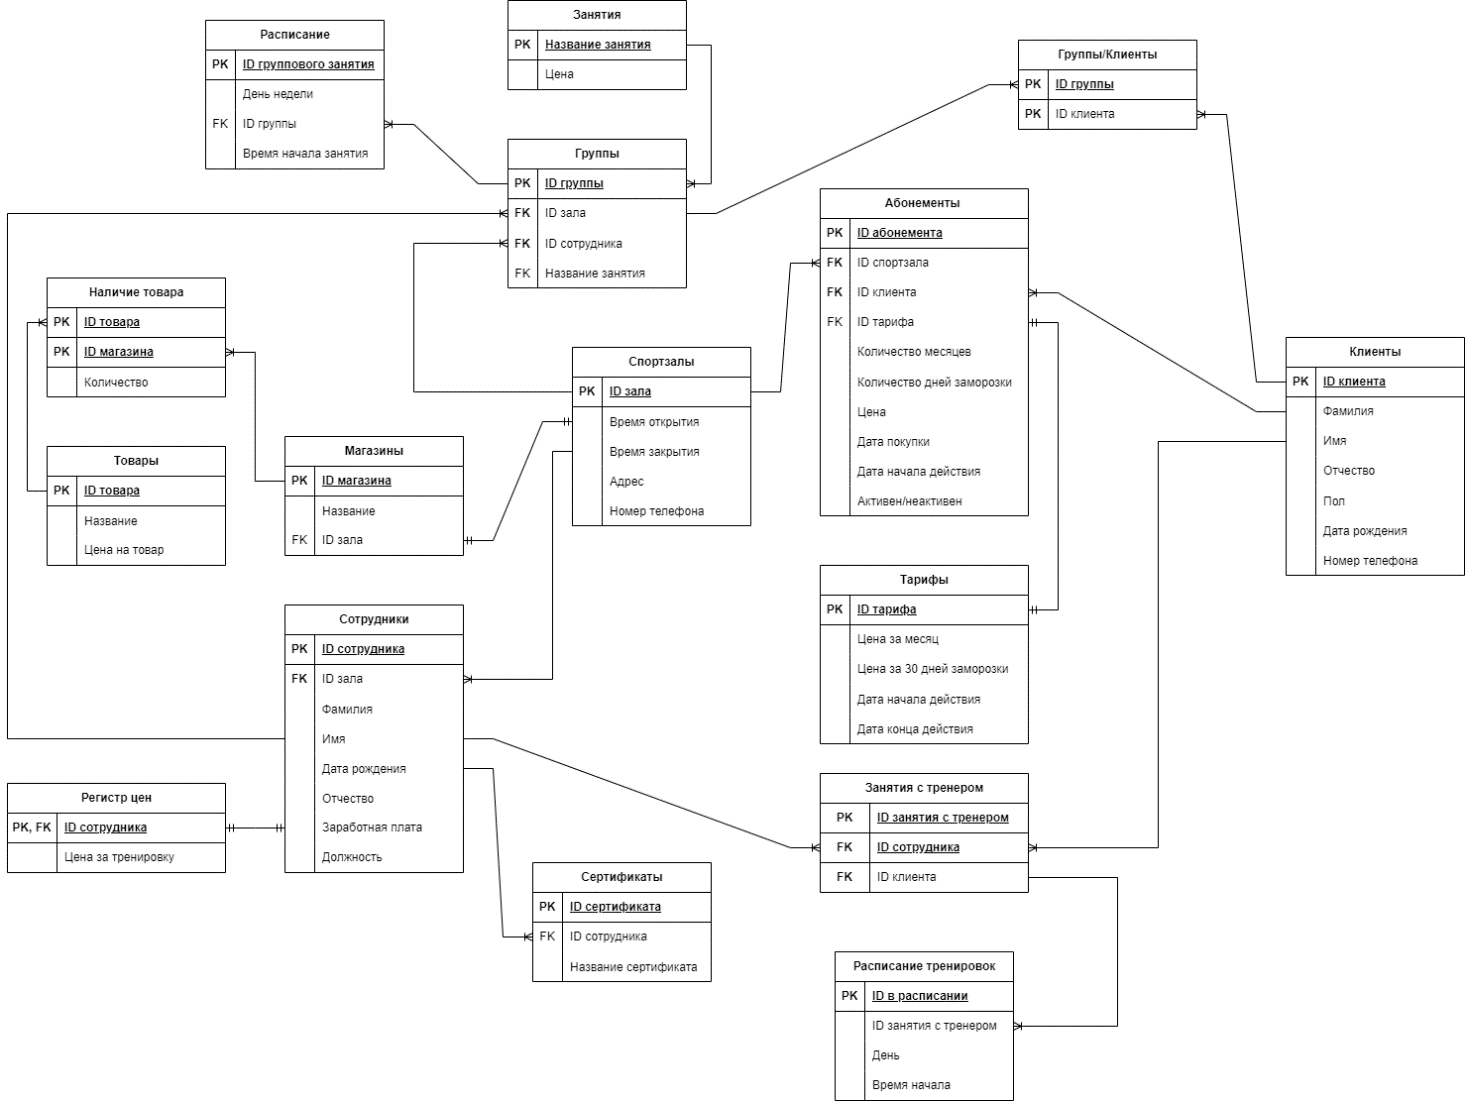 Расписание
PK ID группового занятия
День недели
FK ID группы
Время начала занятия
Занятия
PK Название занятия
Цена
Группы/Клиенты
PK ID группы
PK ID клиента
Группы
PK ID группы
FK ID зала
FK ID сотрудника
FK Название занятия
Абонементы
PK ID абонемента
FK ID спортзала
FK ID клиента
FK ID тарифа
Количество месяцев
Количество дней заморозки
Цена
Дата покупки
Дата начала действия
Активен/неактивен
Наличие товара
PK ID товара
PK ID магазина
Количество
Спортзалы
PK ID зала
Время открытия
Время закрытия
Адрес
Номер телефона
Клиенты
PK ID клиента
Фамилия
Имя
Отчество
Пол
Дата рождения
Номер телефона
Товары
PK ID товара
Название
Цена на товар
Магазины
PK ID магазина
Название
FK ID зала
Тарифы
PK ID тарифа
Цена за месяц
Цена за 30 дней заморозки
Дата начала действия
Дата конца действия
Сотрудники
PK ID сотрудника
FK ID зала
Фамилия
Имя
Дата рождения
Отчество
Заработная плата
Должность
Регистр цен
PK, FK ID сотрудника
Цена за тренировку
Занятия с тренером
PK ID занятия с тренером
FK ID сотрудника
FK ID клиента
Сертификаты
PK ID сертификата
FK ID сотрудника
Название сертификата
Расписание тренировок
PK ID в расписании
ID занятия с тренером
День
Время начала